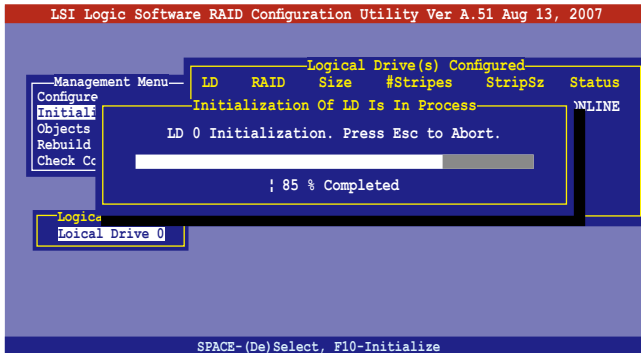 LSI Logic Software RAID Configuration Utility Ver A.51 Aug 13, 2007
Logical Drive(s) Configured
LD RAID Size #Stripes StripSz Status
ONLINE
Management Menu
Configure
Initiali
Objects
Rebuild
Check Co
Initialization Of LD Is In Process
LD 0 Initialization. Press Esc to Abort.
¦ 85 % Completed
Logica
Loical Drive 0
SPACE-(De)Select, F10-Initialize